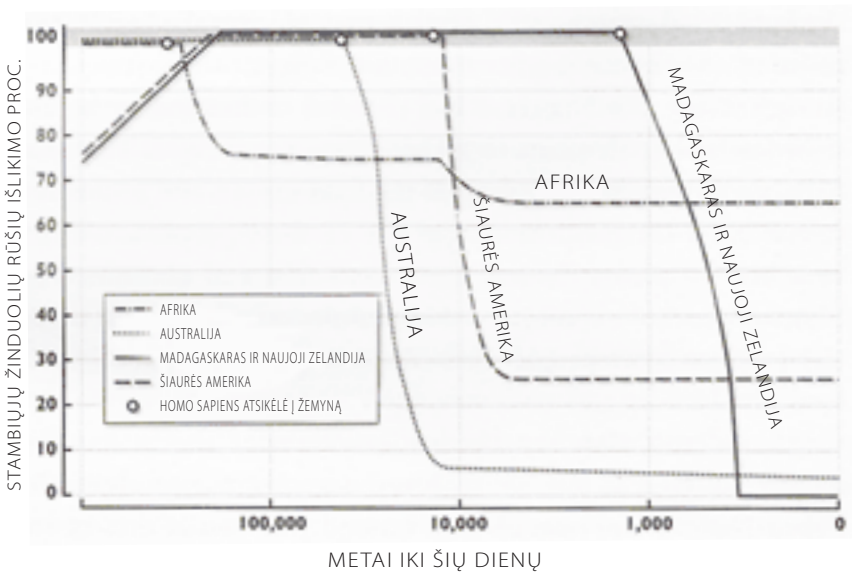 STAMBIŲJŲ ŽINDUOLIŲ RŪŠIŲ IŠLIKIMO PROC.
100
90
80
70
60
50
40
30
20
10
0
AFRIKA
AUSTRALIJA
ŠIAURĖS AMERIKA
MADAGASKARAS IR NAUJOJI ZELANDIJA
AFRIKA
AUSTRALIJA
MADAGASKARAS IR NAUJOJI ZELANDIJA
ŠIAURĖS AMERIKA
HOMO SAPIENS ATSIKĖLĖ Į ŽEMYNĄ
100,000 10,000 1,000 0
METAI IKI ŠIŲ DIENŲ